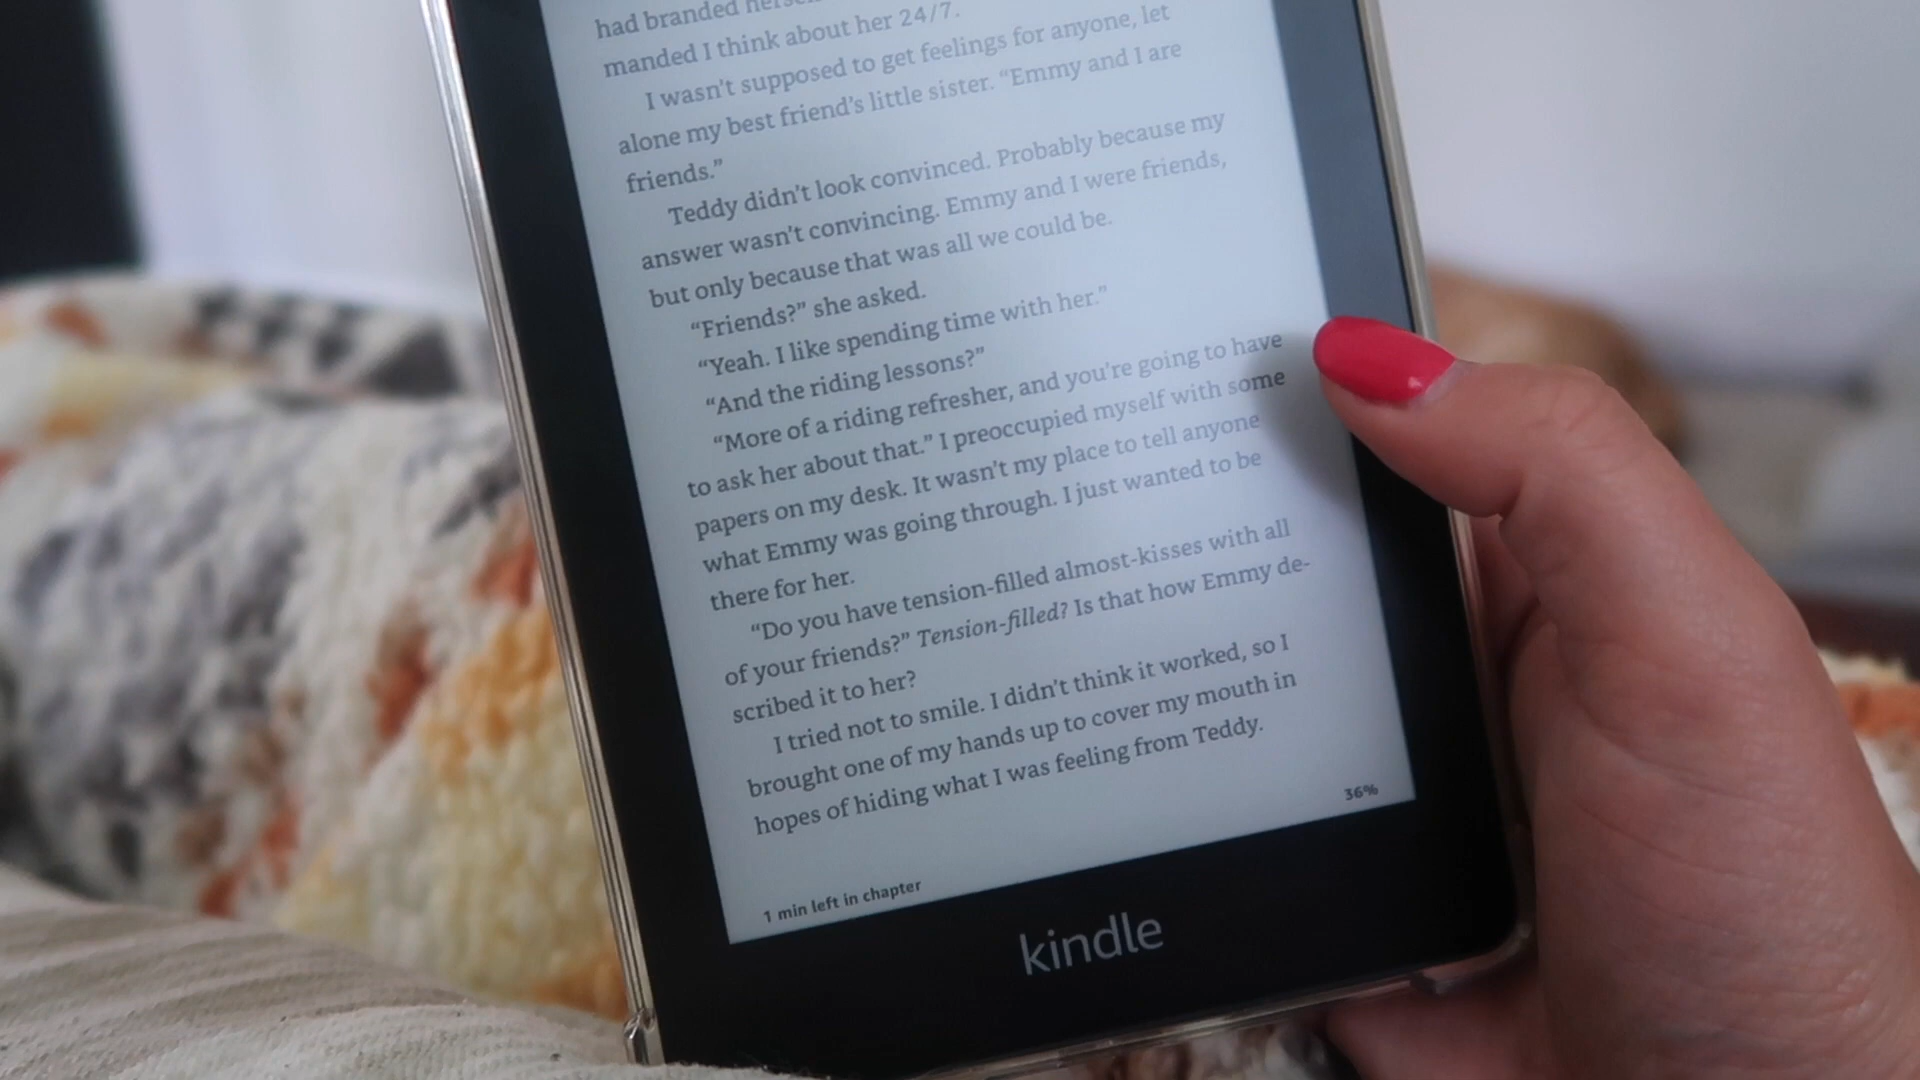 had branded
manded I think about her 24/7.
I wasn't supposed to get feelings for anyone, let
alone my best friend's little sister. “Emmy and I are
friends.”
Teddy didn't look convinced. Probably because my
answer wasn't convincing. Emmy and I were friends,
but only because that was all we could be.
“Friends?” she asked.
“Yeah. I like spending time with her.”
“And the riding lessons?”
“More of a riding refresher, and you're going to have
to ask her about that.” I preoccupied myself with some
papers on my desk. It wasn't my place to tell anyone
what Emmy was going through. I just wanted to be
there for her.
“Do you have tension-filled almost-kisses with all
of your friends?” Tension-filled? Is that how Emmy de-
scribed it to her?
I tried not to smile. I didn't think it worked, so I
brought one of my hands up to cover my mouth in
hopes of hiding what I was feeling from Teddy.
1 min left in chapter 36%
kindle